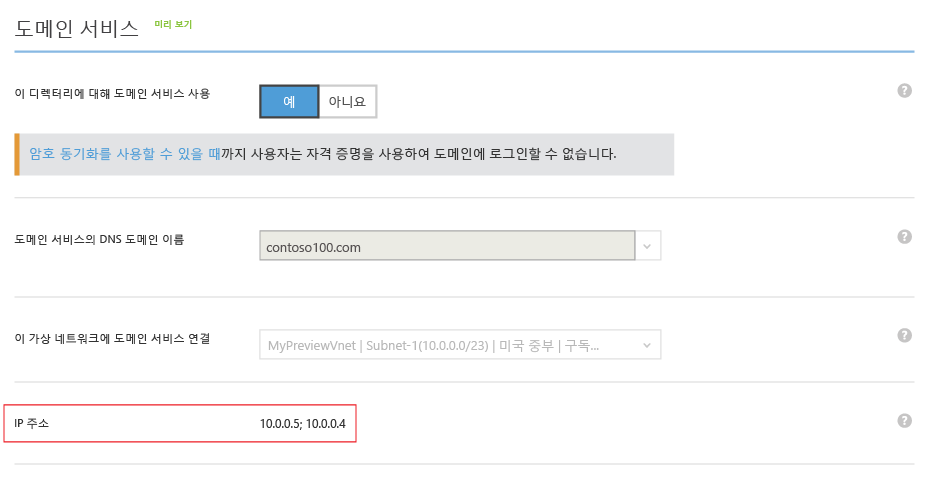 도메인 서비스 미리 보기
이 디렉터리에 대해 도메인 서비스 사용 예 아니요 ?
암호 동기화를 사용할 수 있을 때까지 사용자는 자격 증명을 사용하여 도메인에 로그인할 수 없습니다.
도메인 서비스의 DNS 도메인 이름 contoso100.com ?
이 가상 네트워크에 도메인 서비스 연결 MyPreviewVnet | Subnet-1(10.0.0.0/23) | 미국 중부 | 구독... ?
IP 주소 10.0.0.5; 10.0.0.4 ?